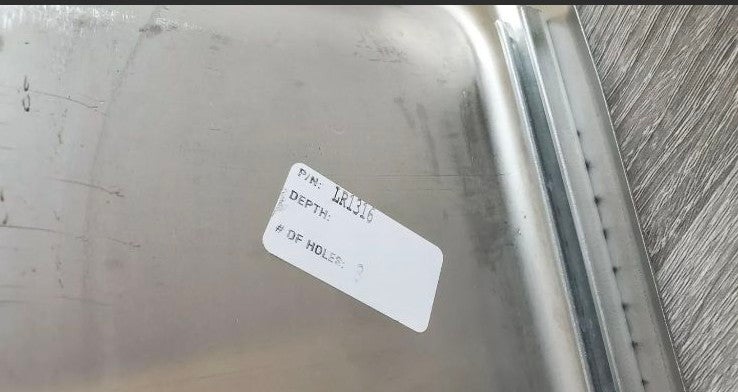 P/N: LR1316
DEPTH:
# OF HOLES: